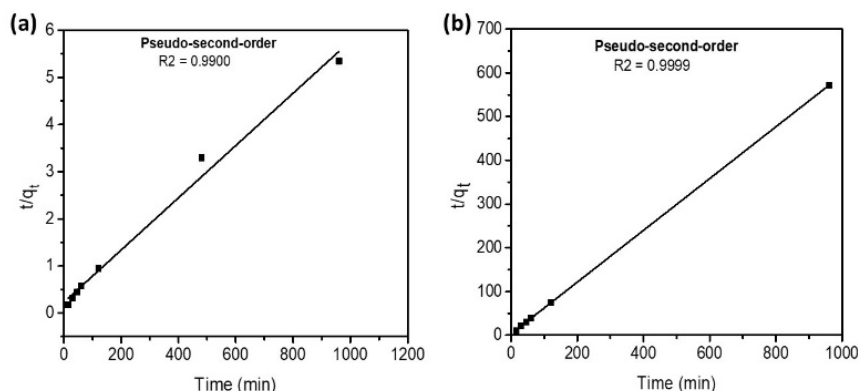 (a)
Pseudo-second-order
R2 = 0.9900
t/qt
6
5
4
3
2
1
0
0 200 400 600 800 1000 1200
Time (min)
(b)
Pseudo-second-order
R2 = 0.9999
t/qt
700
600
500
400
300
200
100
0
0 200 400 600 800 1000
Time (min)